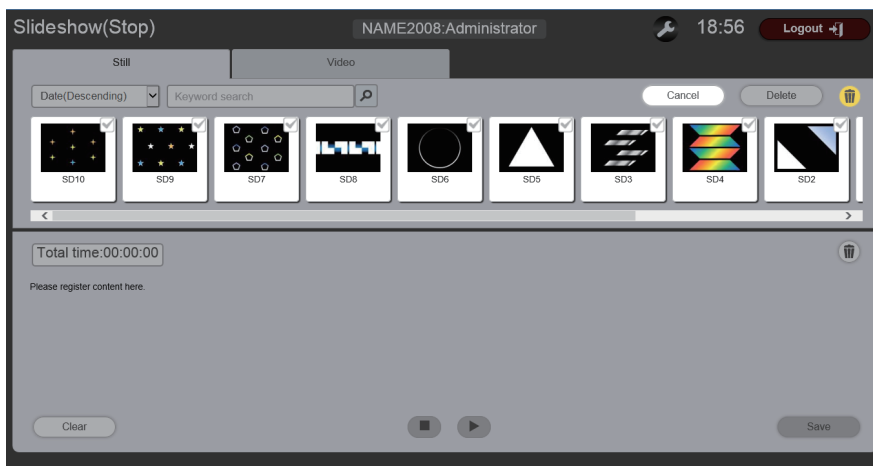 Slideshow(Stop)
NAME2008:Administrator
18:56
Logout
Still
Video
Date(Descending)
Keyword search
Cancel
Delete
SD10
SD9
SD7
SD8
SD6
SD5
SD3
SD4
SD2
Total time:00:00:00
Please register content here.
Clear
Save